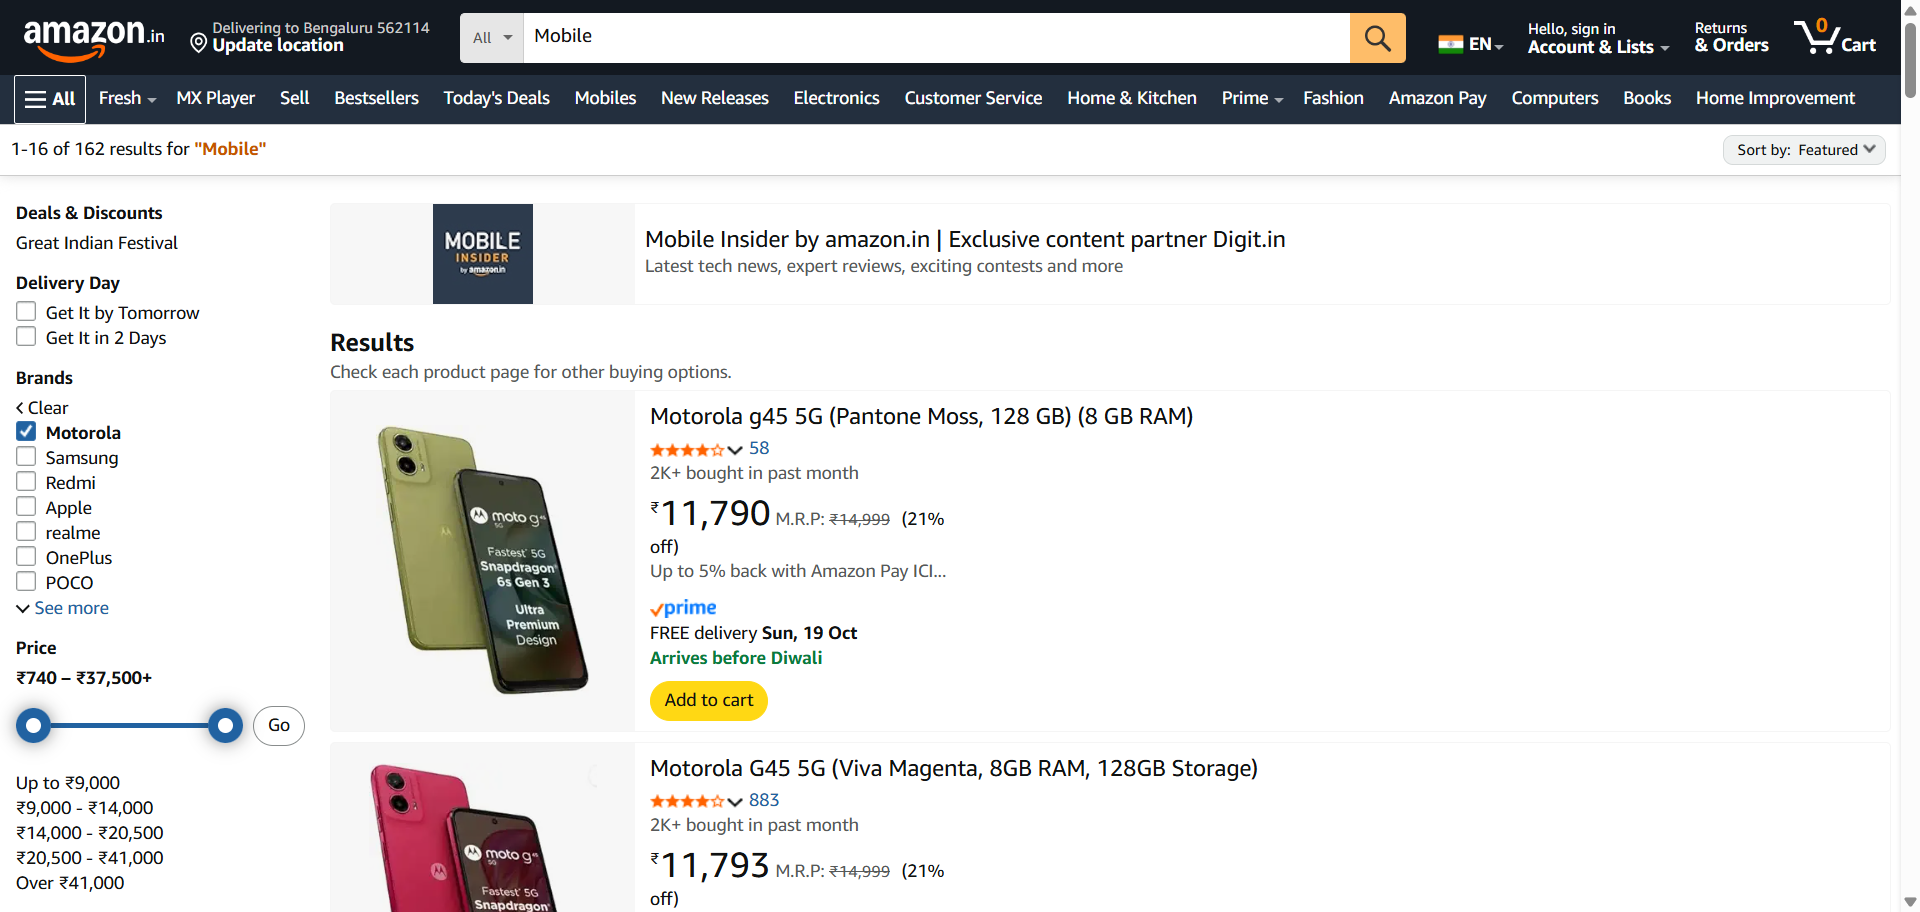 amazon.in
Delivering to Bengaluru 562114
Update location
All
Mobile
EN
Hello, sign in
Account & Lists
Returns
& Orders
0
Cart
All
Fresh
MX Player
Sell
Bestsellers
Today's Deals
Mobiles
New Releases
Electronics
Customer Service
Home & Kitchen
Prime
Fashion
Amazon Pay
Computers
Books
Home Improvement
1-16 of 162 results for "Mobile"
Sort by: Featured
Deals & Discounts
Great Indian Festival
Delivery Day
Get It by Tomorrow
Get It in 2 Days
Brands
Clear
Motorola
Samsung
Redmi
Apple
realme
OnePlus
POCO
See more
Price
₹740 – ₹37,500+
Go
Up to ₹9,000
₹9,000 - ₹14,000
₹14,000 - ₹20,500
₹20,500 - ₹41,000
Over ₹41,000
MOBILE
INSIDER
by amazon.in
Mobile Insider by amazon.in | Exclusive content partner Digit.in
Latest tech news, expert reviews, exciting contests and more
Results
Check each product page for other buying options.
moto g45
5G
Fastest* 5G
Snapdragon®
6s Gen 3
Ultra
Premium
Design
Motorola g45 5G (Pantone Moss, 128 GB) (8 GB RAM)
58
2K+ bought in past month
₹11,790 M.R.P: ₹14,999 (21%
off)
Up to 5% back with Amazon Pay ICI...
prime
FREE delivery Sun, 19 Oct
Arrives before Diwali
Add to cart
moto g45
5G
Fastest* 5G
Snapdragon®
Motorola G45 5G (Viva Magenta, 8GB RAM, 128GB Storage)
883
2K+ bought in past month
₹11,793 M.R.P: ₹14,999 (21%
off)